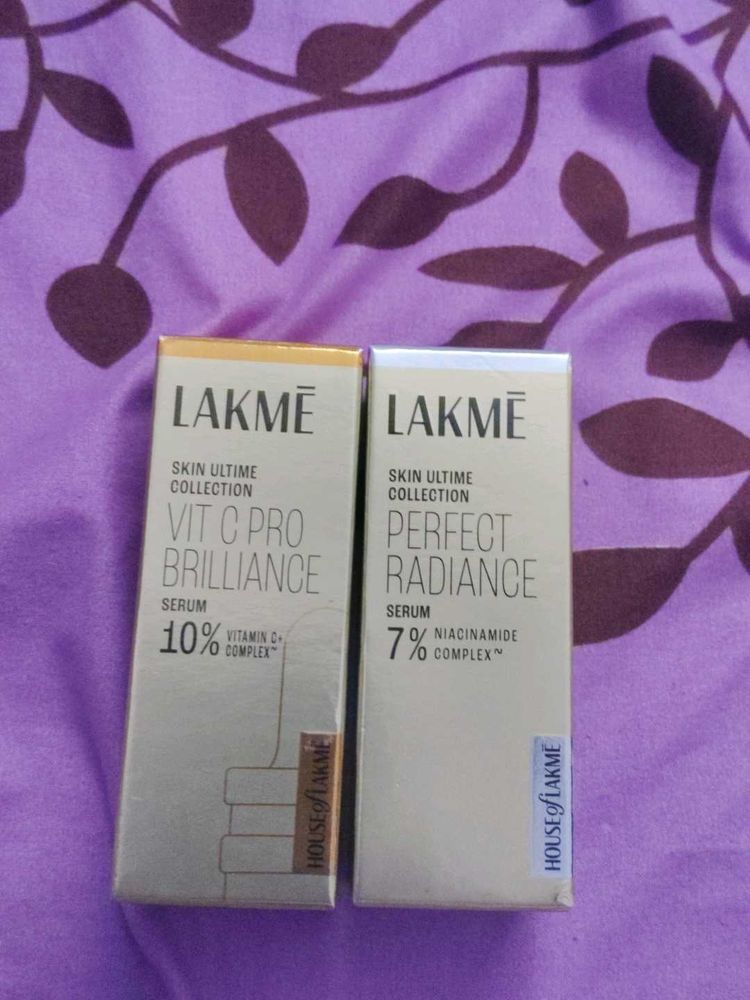 LAKMĒ
SKIN ULTIME
COLLECTION
VIT C PRO
BRILLIANCE
SERUM
10% VITAMIN C+
COMPLEX~
HOUSE of LAKMĒ
LAKMĒ
SKIN ULTIME
COLLECTION
PERFECT
RADIANCE
SERUM
7% NIACINAMIDE
COMPLEX~
HOUSE of LAKMĒ